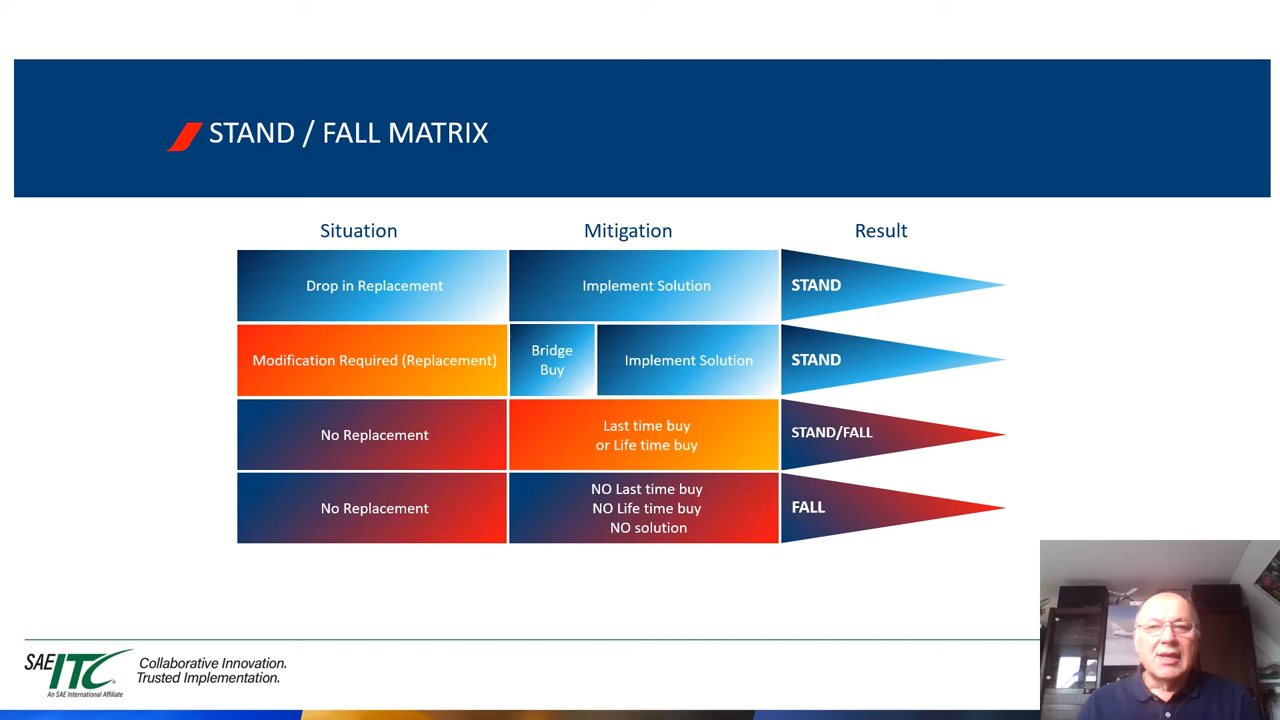 STAND / FALL MATRIX
Situation
Mitigation
Result
Drop in Replacement
Implement Solution
STAND
Modification Required (Replacement)
Bridge
Buy
Implement Solution
STAND
No Replacement
Last time buy
or Life time buy
STAND/FALL
No Replacement
NO Last time buy
NO Life time buy
NO solution
FALL
SAE ITC
An SAE International Affiliate
Collaborative Innovation.
Trusted Implementation.